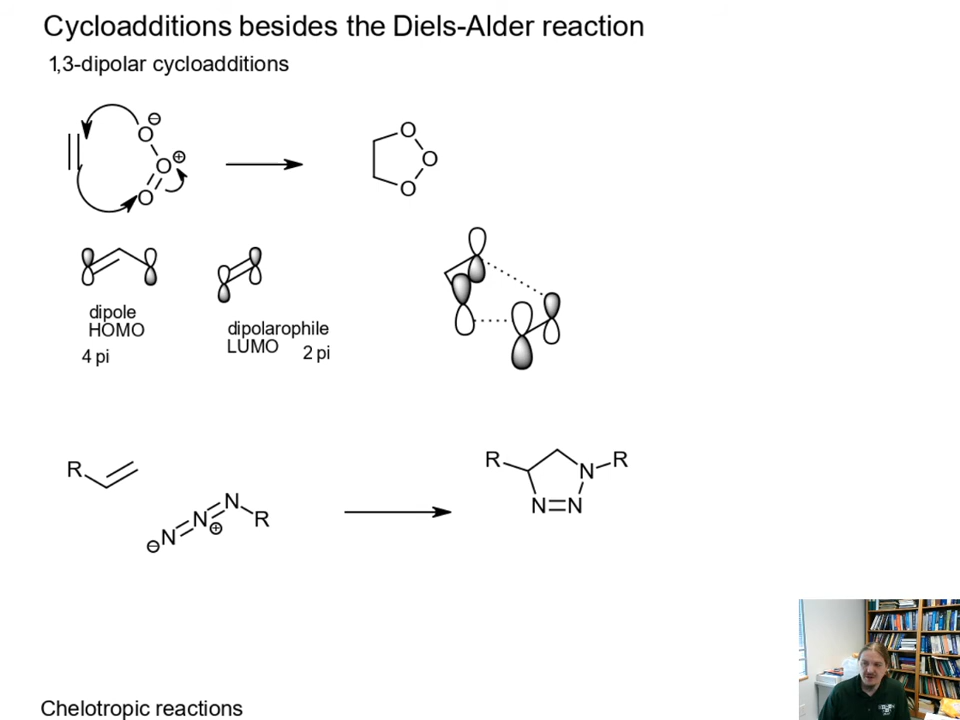 Cycloadditions besides the Diels-Alder reaction
1,3-dipolar cycloadditions
⊖
O
O ⊕
O
O
O
O
dipole
HOMO
4 pi
dipolarophile
LUMO 2 pi
R
N
N
⊕
R
⊖ N
R
N R
N=N
Chelotropic reactions